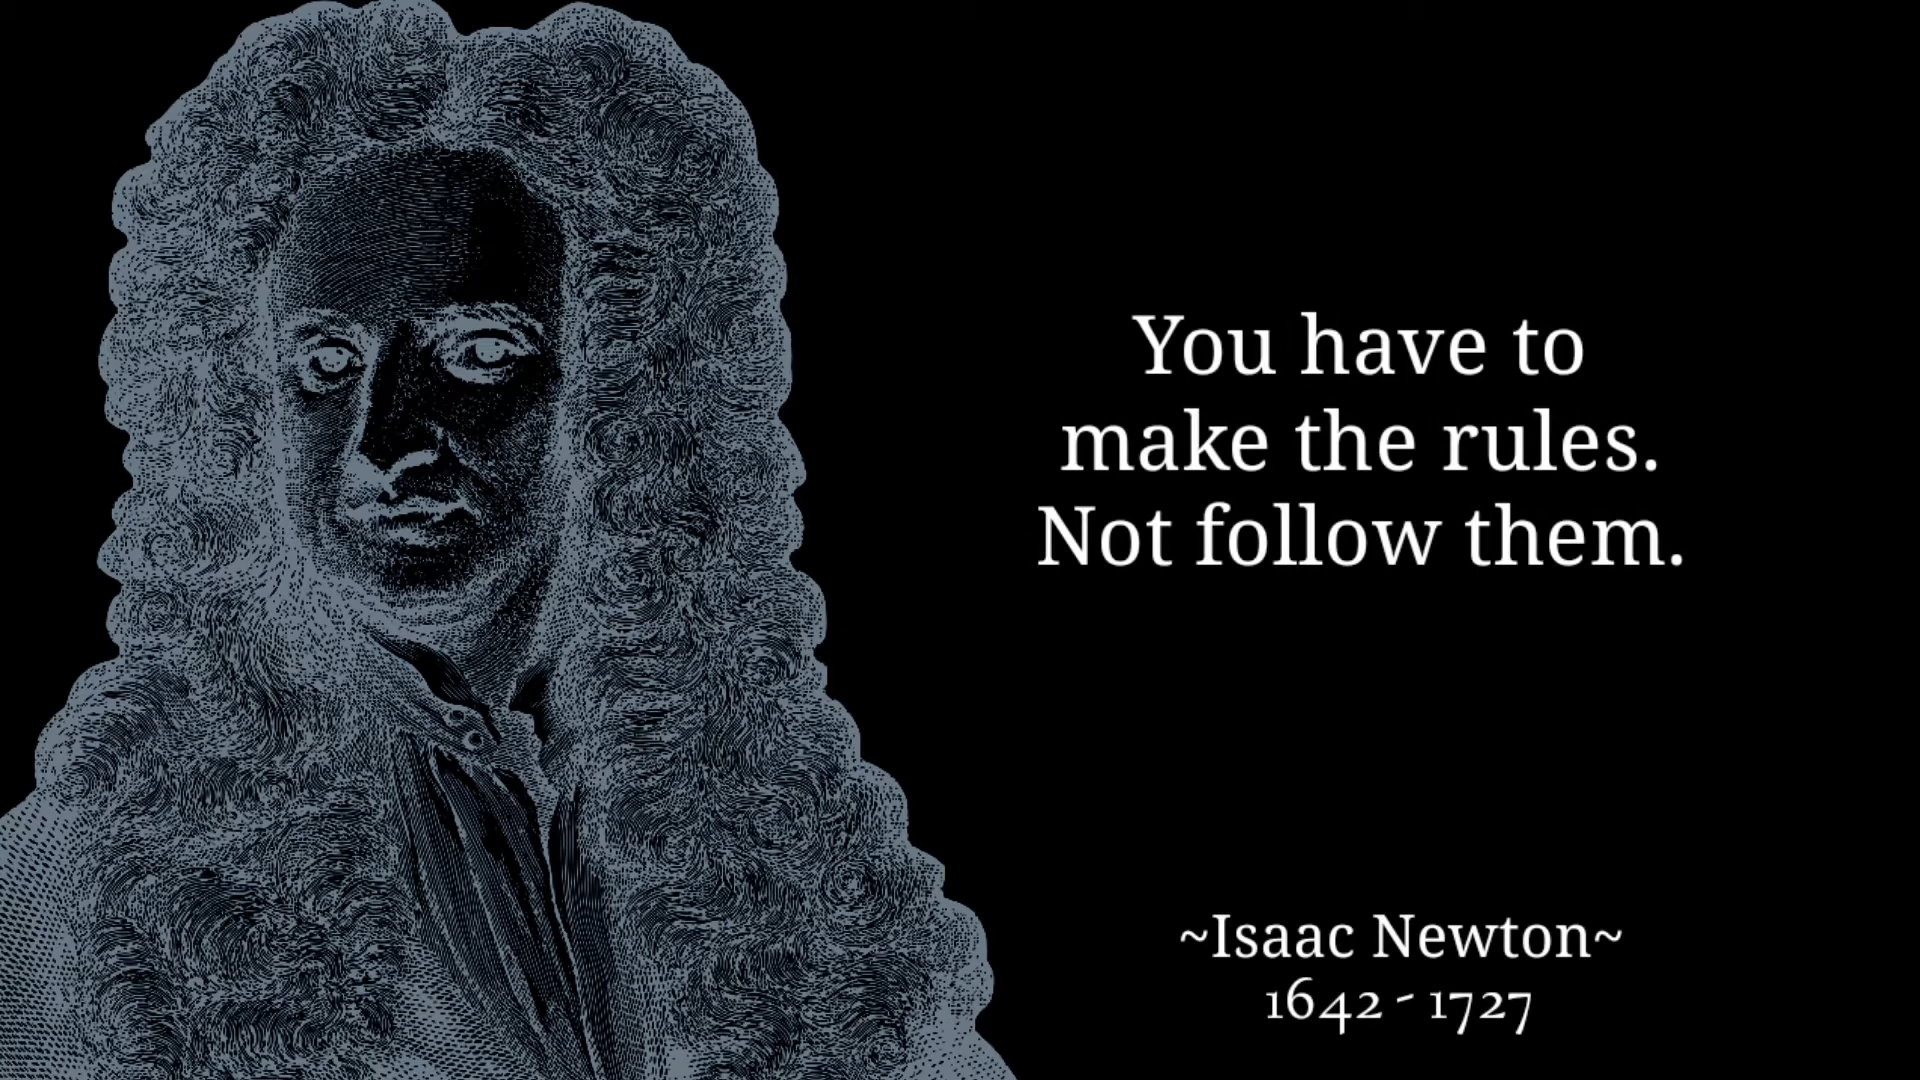 You have to
make the rules.
Not follow them.
~Isaac Newton~
1642 - 1727